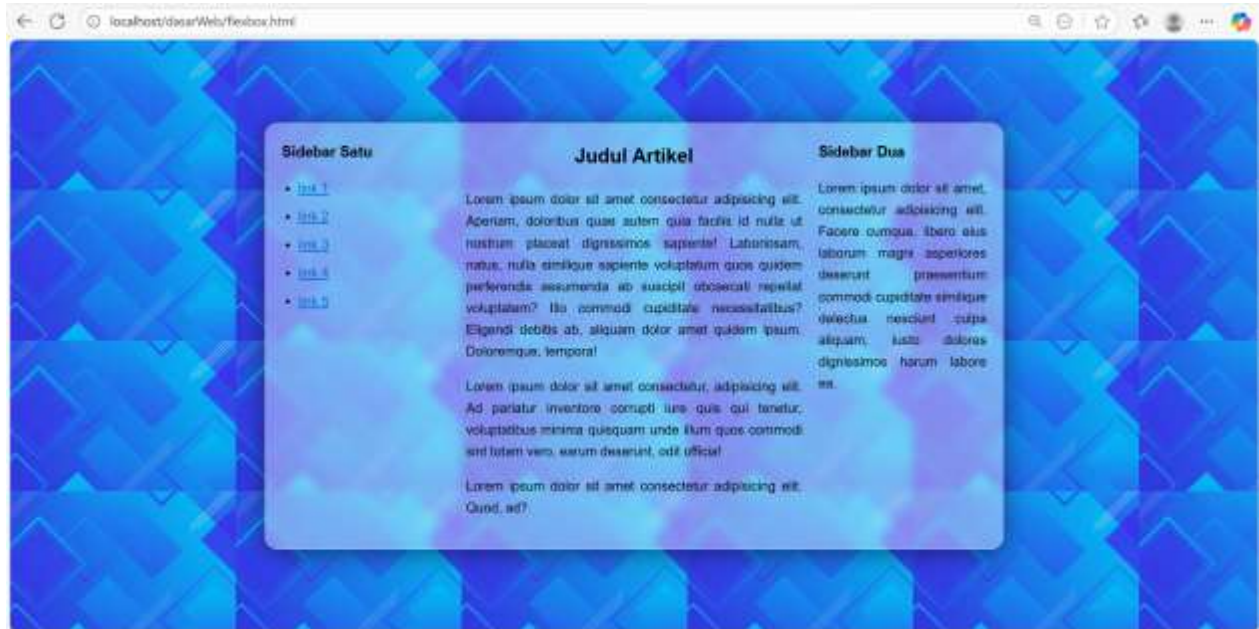 localhost/dasarWeb/flexbox.html
Sidebar Satu
link 1
link 2
link 3
link 4
link 5
Judul Artikel
Lorem ipsum dolor sit amet consectetur adipisicing elit.
Aperiam, doloribus quae autem quia facilis id nulla ut
nostrum placeat dignissimos sapiente! Laboriosam,
natus, nulla similique sapiente voluptatum quos quidem
perferendis assumenda ab suscipit obcaecati repellat
voluptatem? Illo commodi cupiditate necessitatibus?
Eligendi debitis ab, aliquam dolor amet quidem ipsum.
Doloremque, tempora!
Lorem ipsum dolor sit amet consectetur, adipisicing elit.
Ad pariatur inventore corrupti iure quis qui tenetur,
voluptatibus minima quisquam unde illum quos commodi
sint totam vero, earum deserunt, odit officia!
Lorem ipsum dolor sit amet consectetur adipisicing elit.
Quod, ad?
Sidebar Dua
Lorem ipsum dolor sit amet,
consectetur adipisicing elit.
Facere cumque, libero eius
laborum magni asperiores
deserunt praesentium
commodi cupiditate similique
delectus nesciunt culpa
aliquam, iusto dolores
dignissimos harum labore
ea.